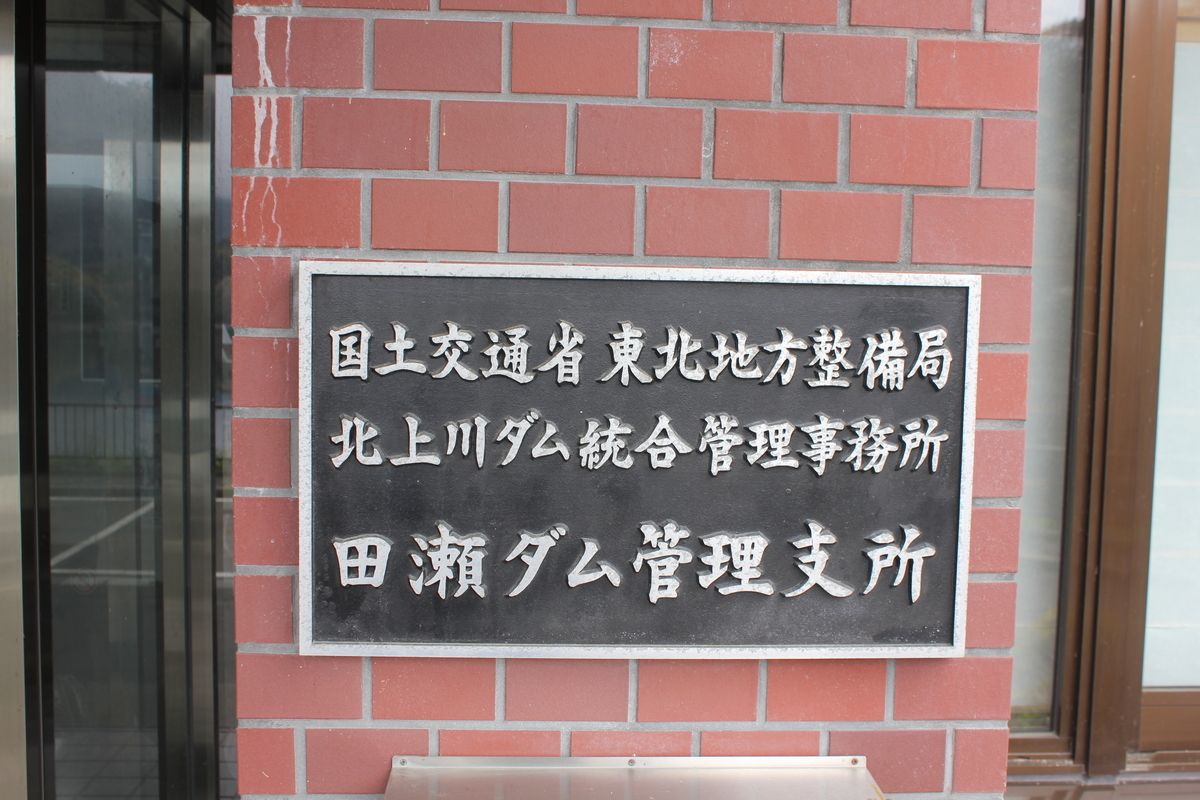 国土交通省 東北地方整備局
北上川ダム統合管理事務所
田瀬ダム管理支所